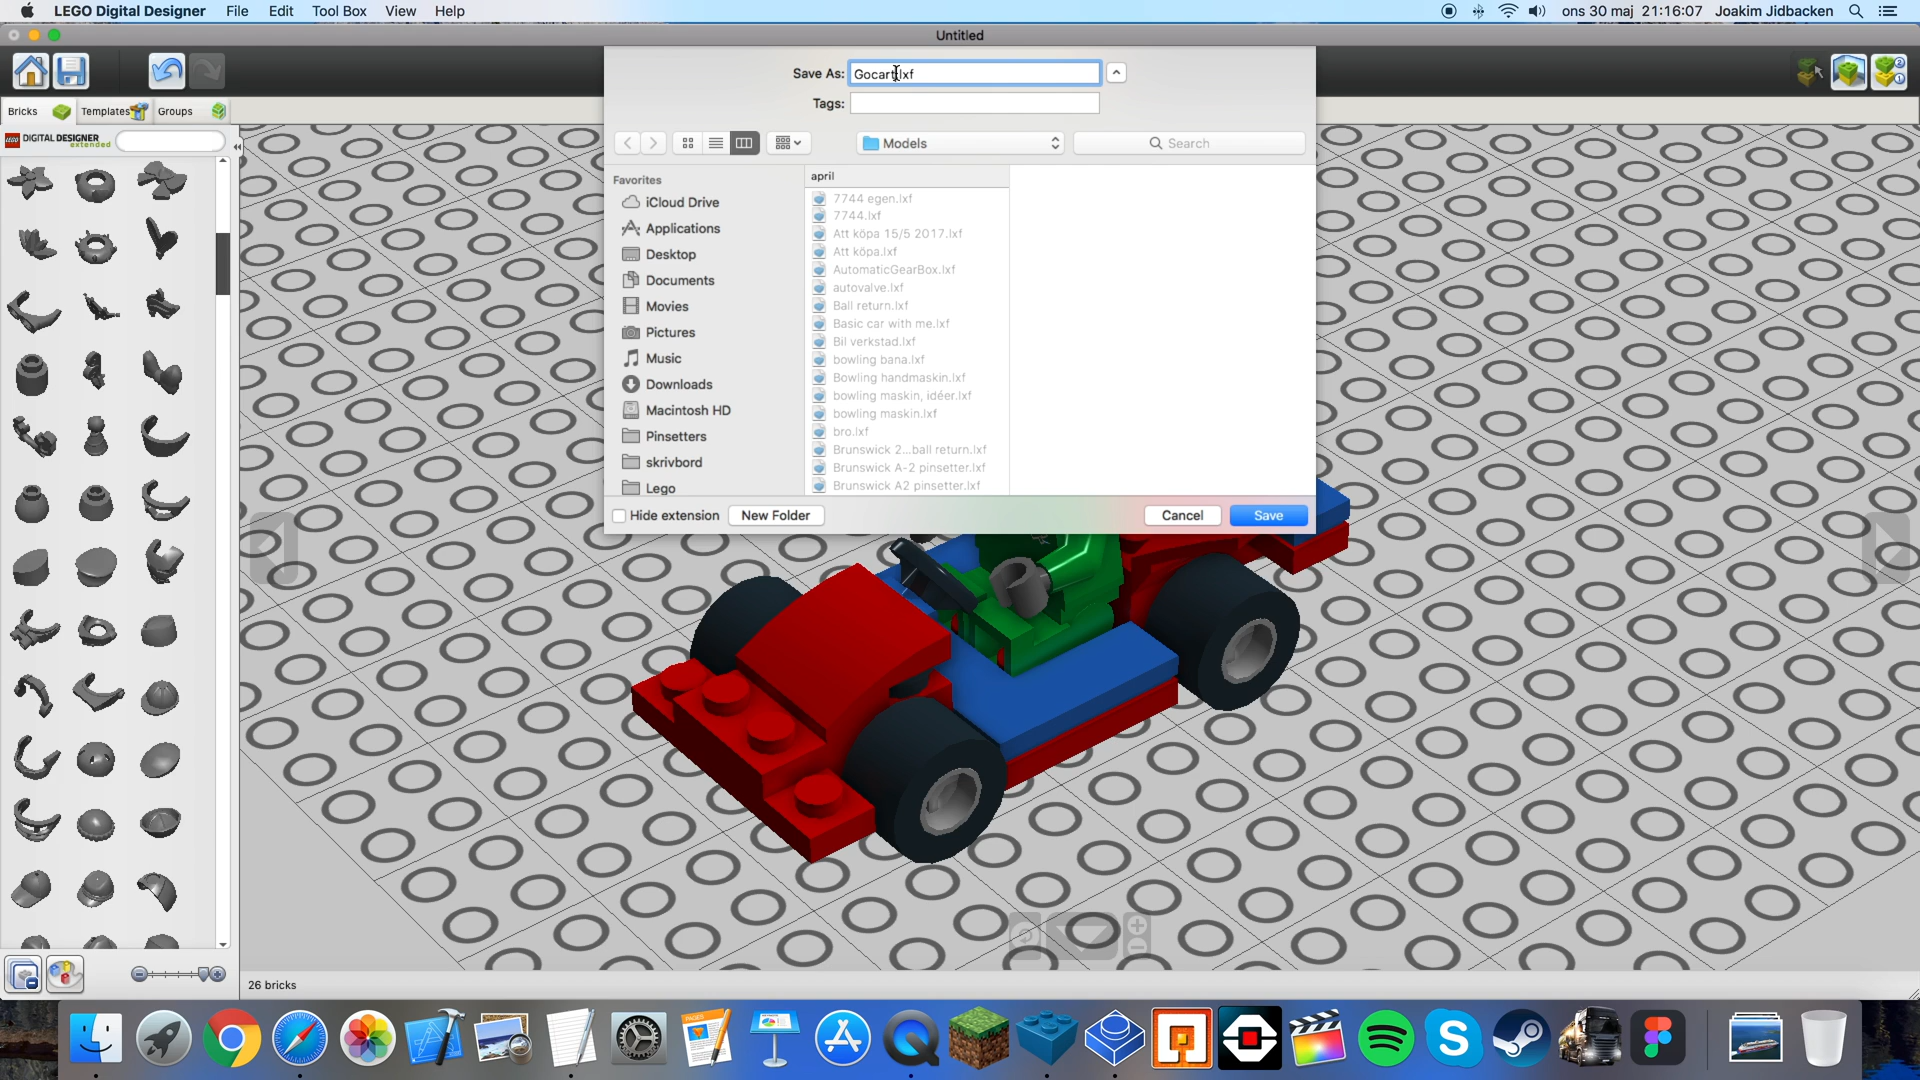 LEGO Digital Designer File Edit Tool Box View Help ons 30 maj 21:16:07 Joakim Jidbacken
Untitled
Save As: Gocart.lxf
Tags:
Bricks Templates Groups
LEGO DIGITAL DESIGNER extended
Models
Search
Favorites
iCloud Drive
Applications
Desktop
Documents
Movies
Pictures
Music
Downloads
Macintosh HD
Pinsetters
skrivbord
Lego
april
7744 egen.lxf
7744.lxf
Att köpa 15/5 2017.lxf
Att köpa.lxf
AutomaticGearBox.lxf
autovalve.lxf
Ball return.lxf
Basic car with me.lxf
Bil verkstad.lxf
bowling bana.lxf
Bowling handmaskin.lxf
bowling maskin, idéer.lxf
bowling maskin.lxf
bro.lxf
Brunswick 2...ball return.lxf
Brunswick A-2 pinsetter.lxf
Brunswick A2 pinsetter.lxf
Hide extension New Folder Cancel Save
26 bricks
PAGES